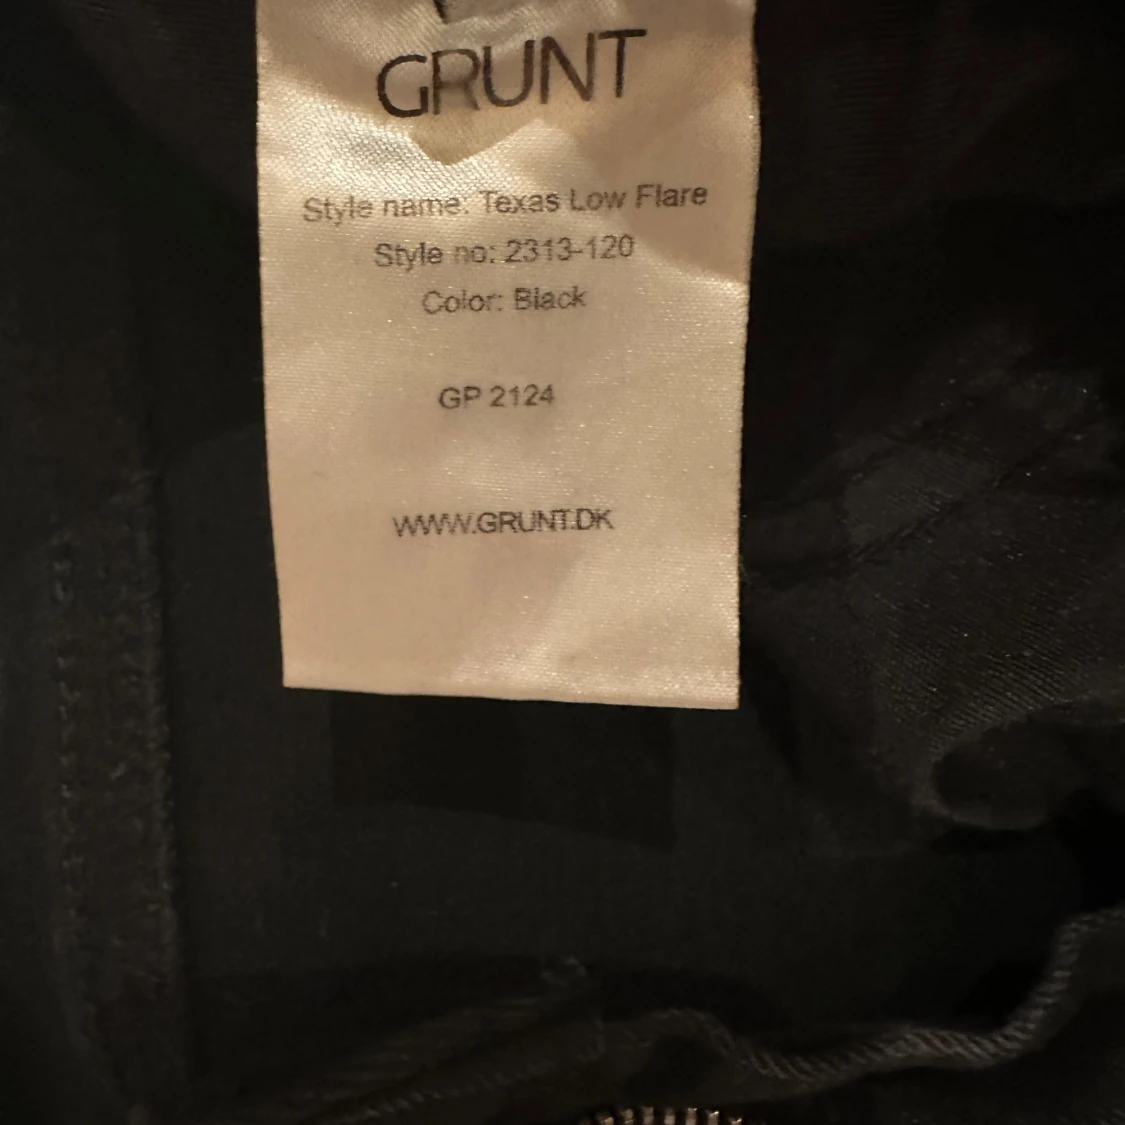 GRUNT
Style name: Texas Low Flare
Style no: 2313-120
Color: Black
GP 2124
WWW.GRUNT.DK